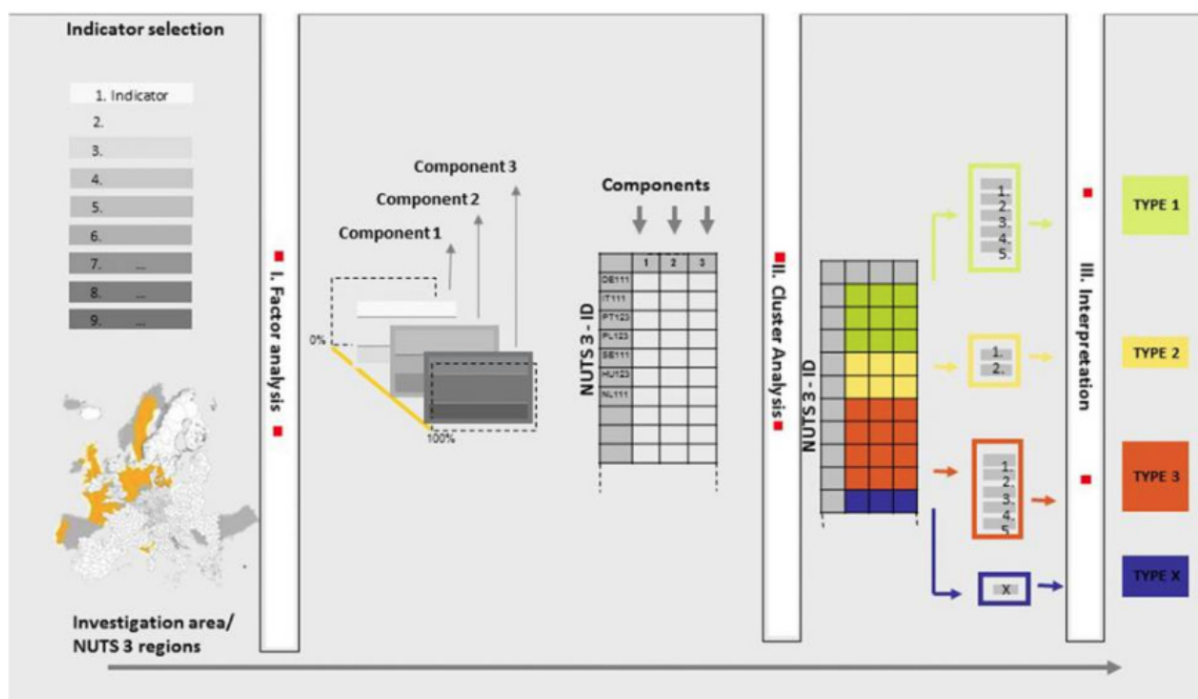 Indicator selection
1. Indicator
2.
3.
4.
5.
6.
7. ...
8. ...
9. ...
Investigation area/
NUTS 3 regions
I. Factor analysis
Component 1
Component 2
Component 3
0%
100%
Components
1 2 3
NUTS 3 - ID
DE111
IT111
PT123
PL123
SE111
HU123
NL111
II. Cluster Analysis
NUTS 3 - ID
1.
2.
3.
4.
5.
1.
2.
1.
2.
3.
4.
5
X
III. Interpretation
TYPE 1
TYPE 2
TYPE 3
TYPE X